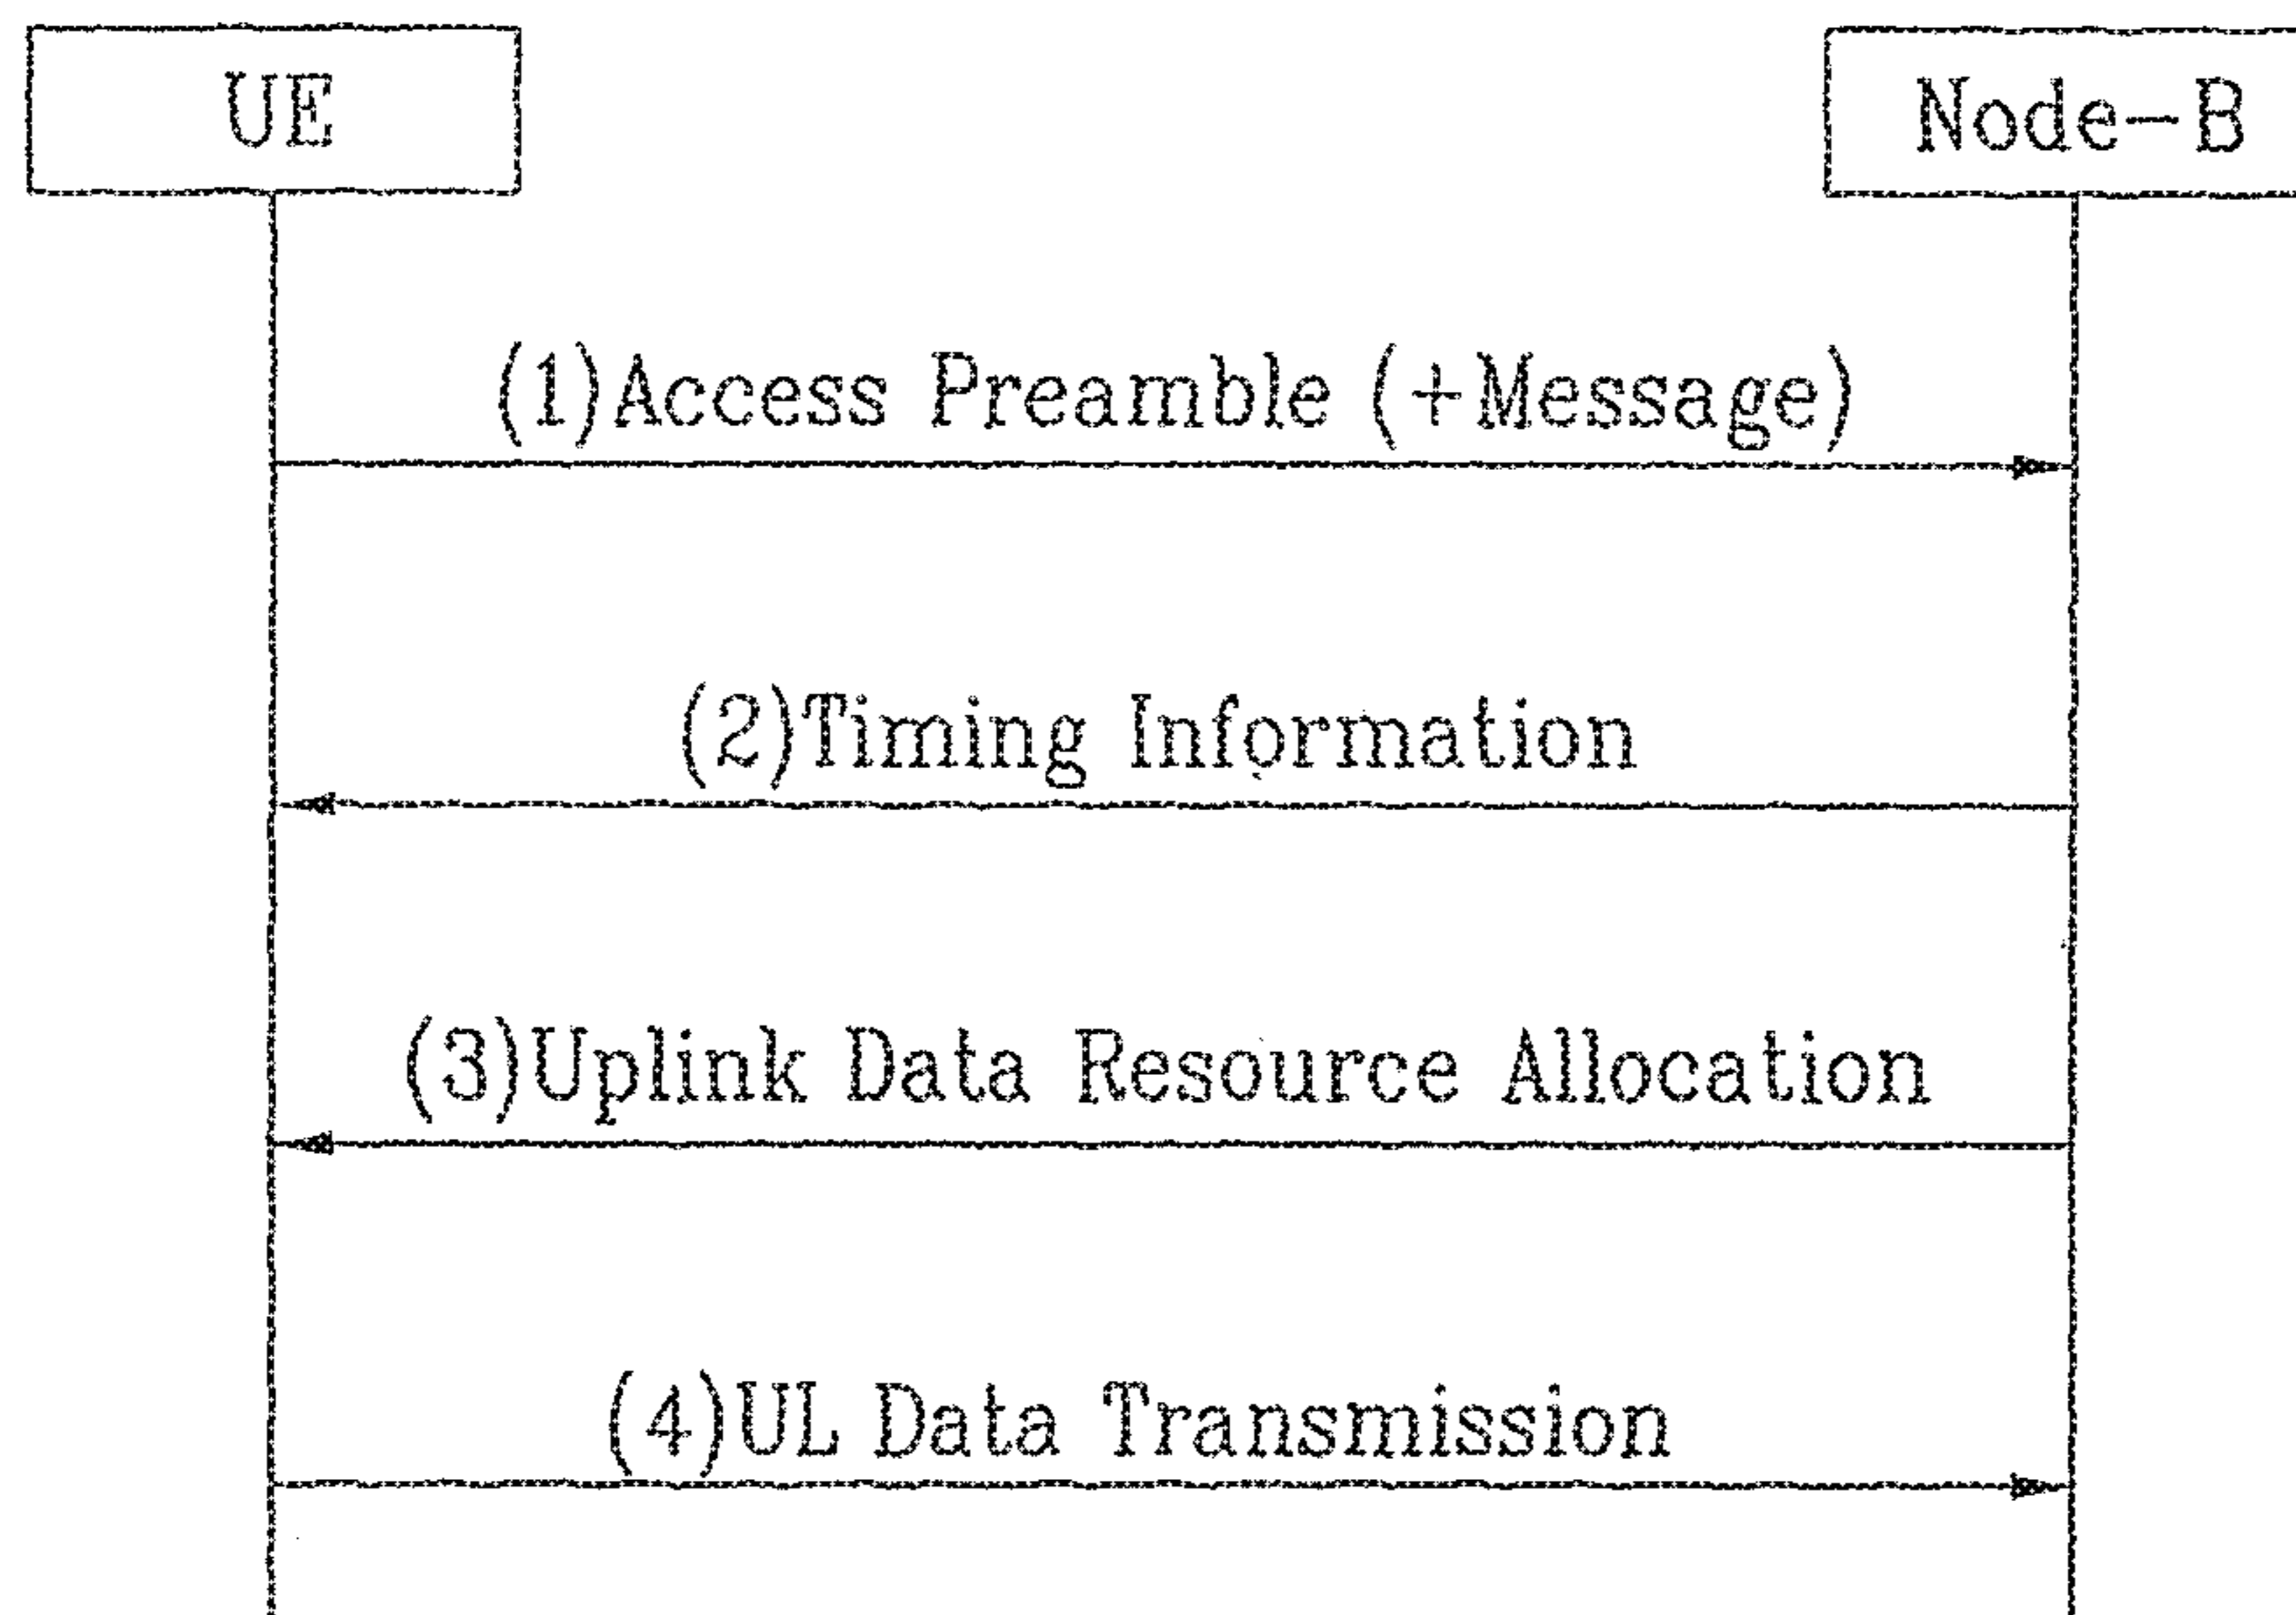 UE
Node-B
(1)Access Preamble (+Message)
(2)Timing Information
(3)Uplink Data Resource Allocation
(4)UL Data Transmission